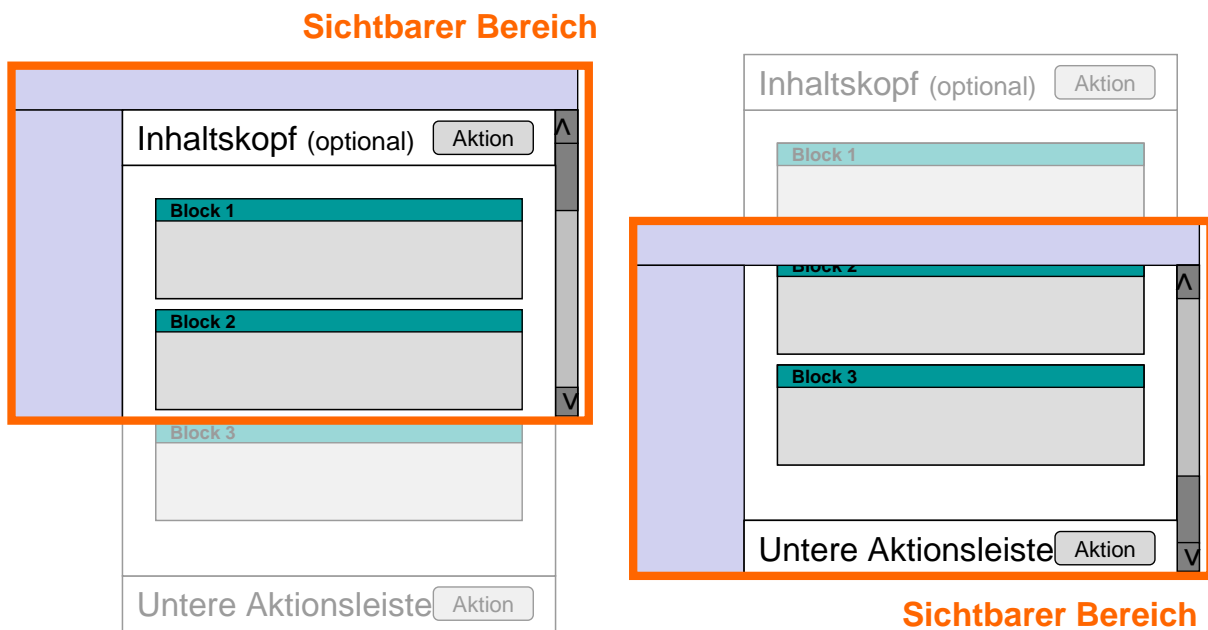 Sichtbarer Bereich
Inhaltskopf (optional) Aktion
Block 1
Block 2
Block 3
Untere Aktionsleiste Aktion
Inhaltskopf (optional) Aktion
Block 1
Block 2
Block 3
Untere Aktionsleiste Aktion
Sichtbarer Bereich